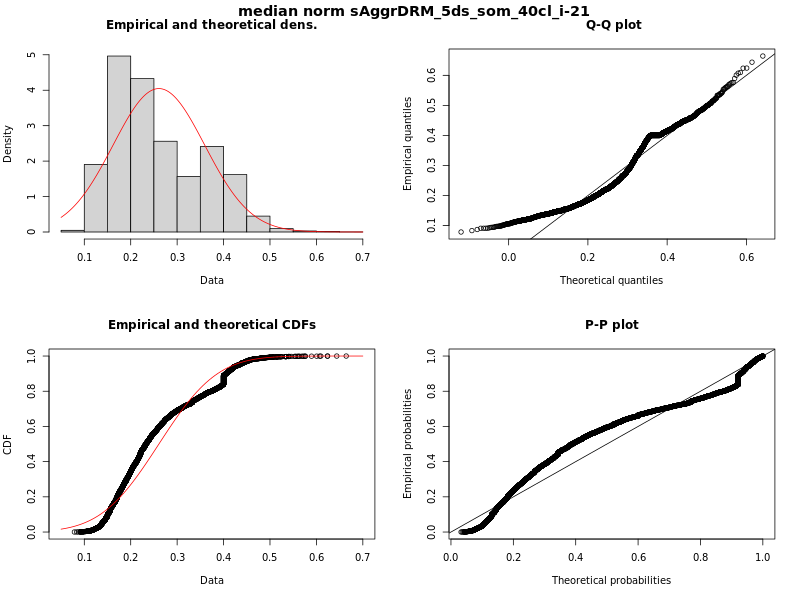 median norm sAggrDRM_5ds_som_40cl_i-21
Empirical and theoretical dens.
Density
0 1 2 3 4 5
0.1 0.2 0.3 0.4 0.5 0.6 0.7
Data
Q-Q plot
Empirical quantiles
0.1 0.2 0.3 0.4 0.5 0.6
0.0 0.2 0.4 0.6
Theoretical quantiles
Empirical and theoretical CDFs
CDF
0.0 0.2 0.4 0.6 0.8 1.0
0.1 0.2 0.3 0.4 0.5 0.6 0.7
Data
P-P plot
Empirical probabilities
0.0 0.2 0.4 0.6 0.8 1.0
0.0 0.2 0.4 0.6 0.8 1.0
Theoretical probabilities